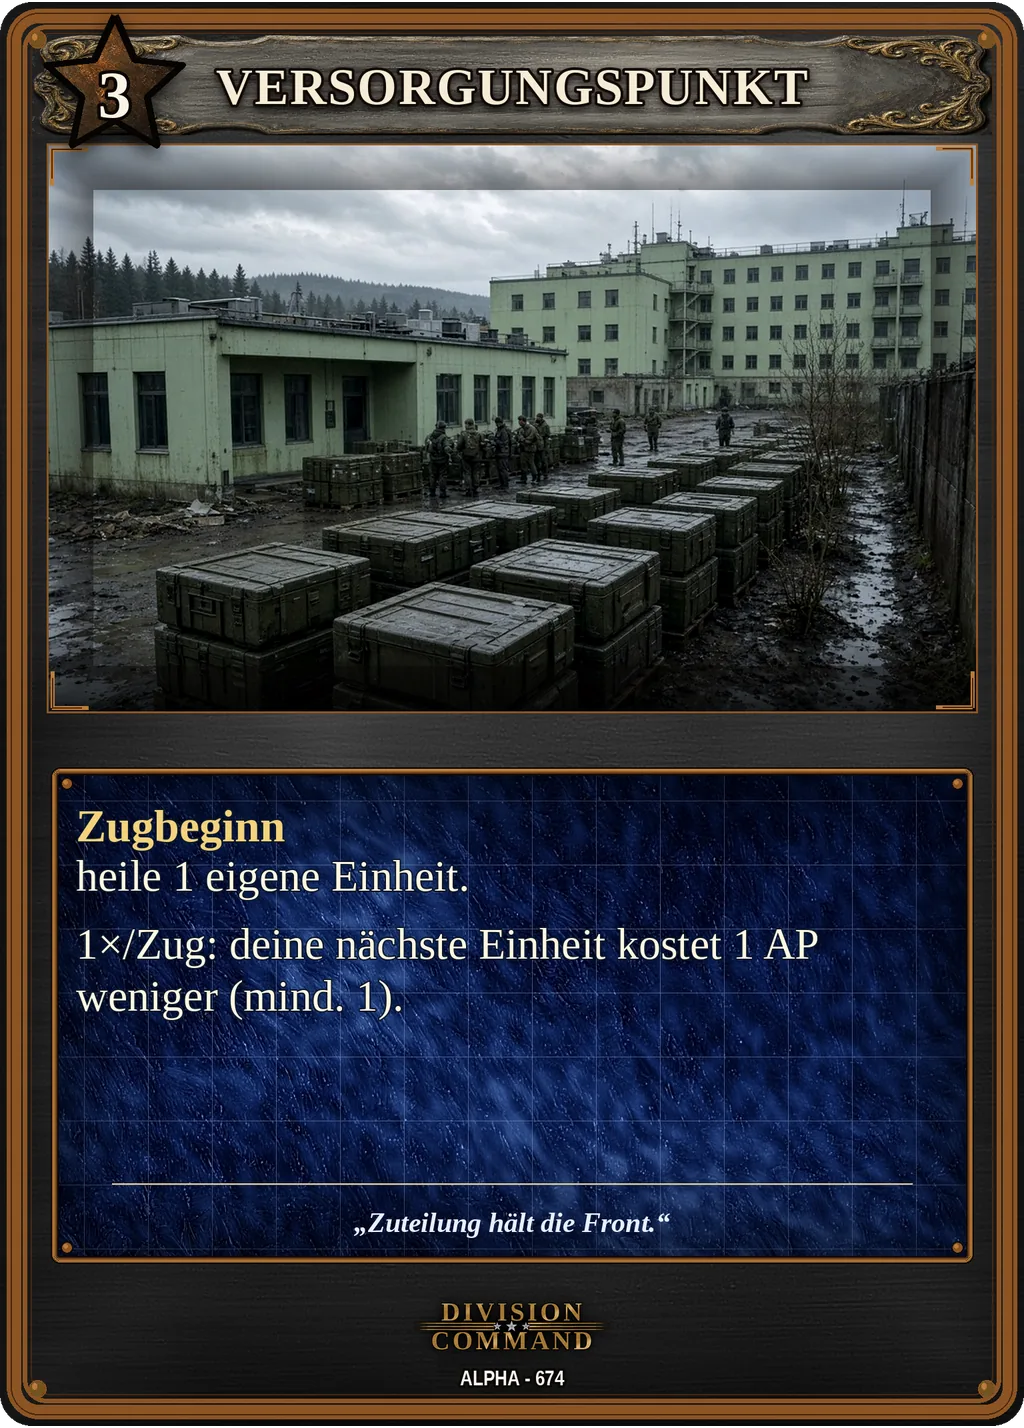 3
VERSORGUNGSPUNKT
Zugbeginn
heile 1 eigene Einheit.
1×/Zug: deine nächste Einheit kostet 1 AP
weniger (mind. 1).
„Zuteilung hält die Front.“
DIVISION
COMMAND
ALPHA - 674